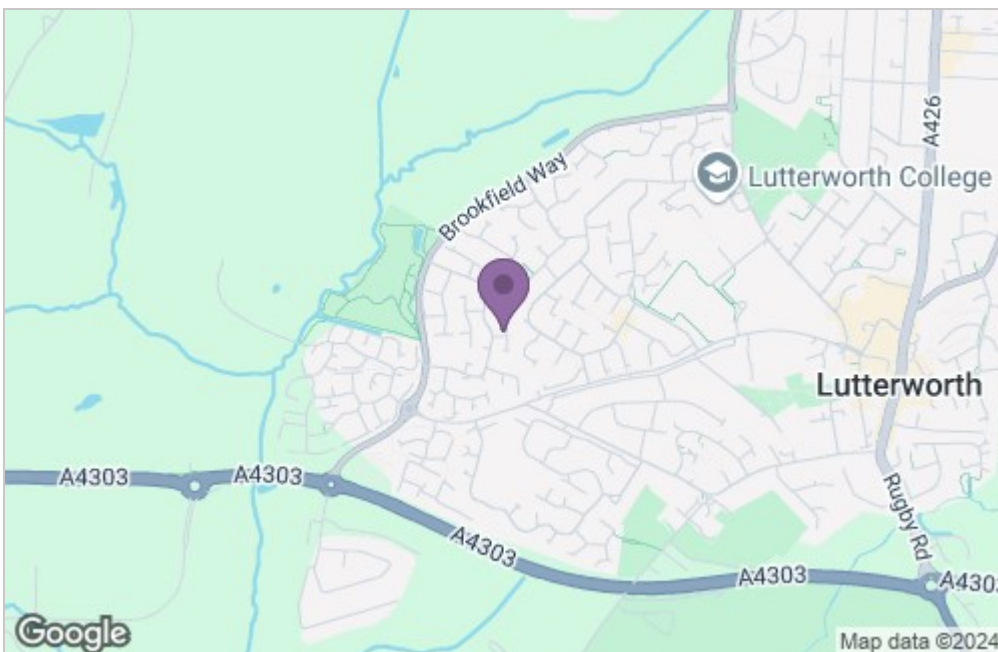 A426
Brookfield Way
Lutterworth College
Lutterworth
A4303
A4303
Rugby Rd
A4303
A4303
A430
Google
Map data ©2024